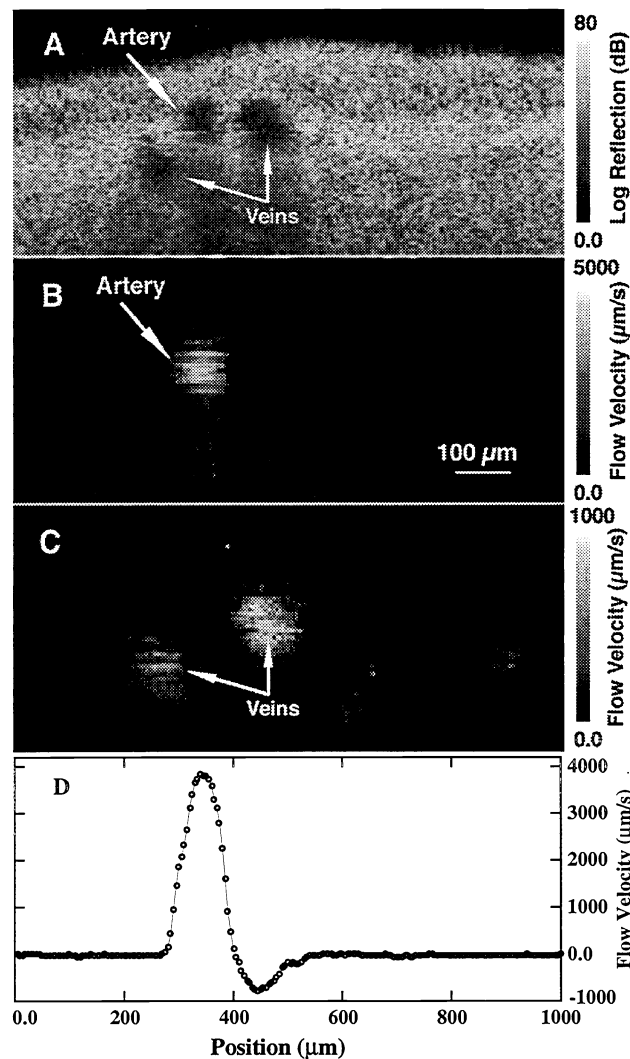 A
Artery
Veins
80
Log Reflection (dB)
0.0
B
Artery
100 µm
5000
Flow Velocity (µm/s)
0.0
C
Veins
1000
Flow Velocity (µm/s)
0.0
D
4000
3000
2000
1000
0.0
-1000
Flow Velocity (µm/s)
0.0 200 400 600 800 1000
Position (µm)